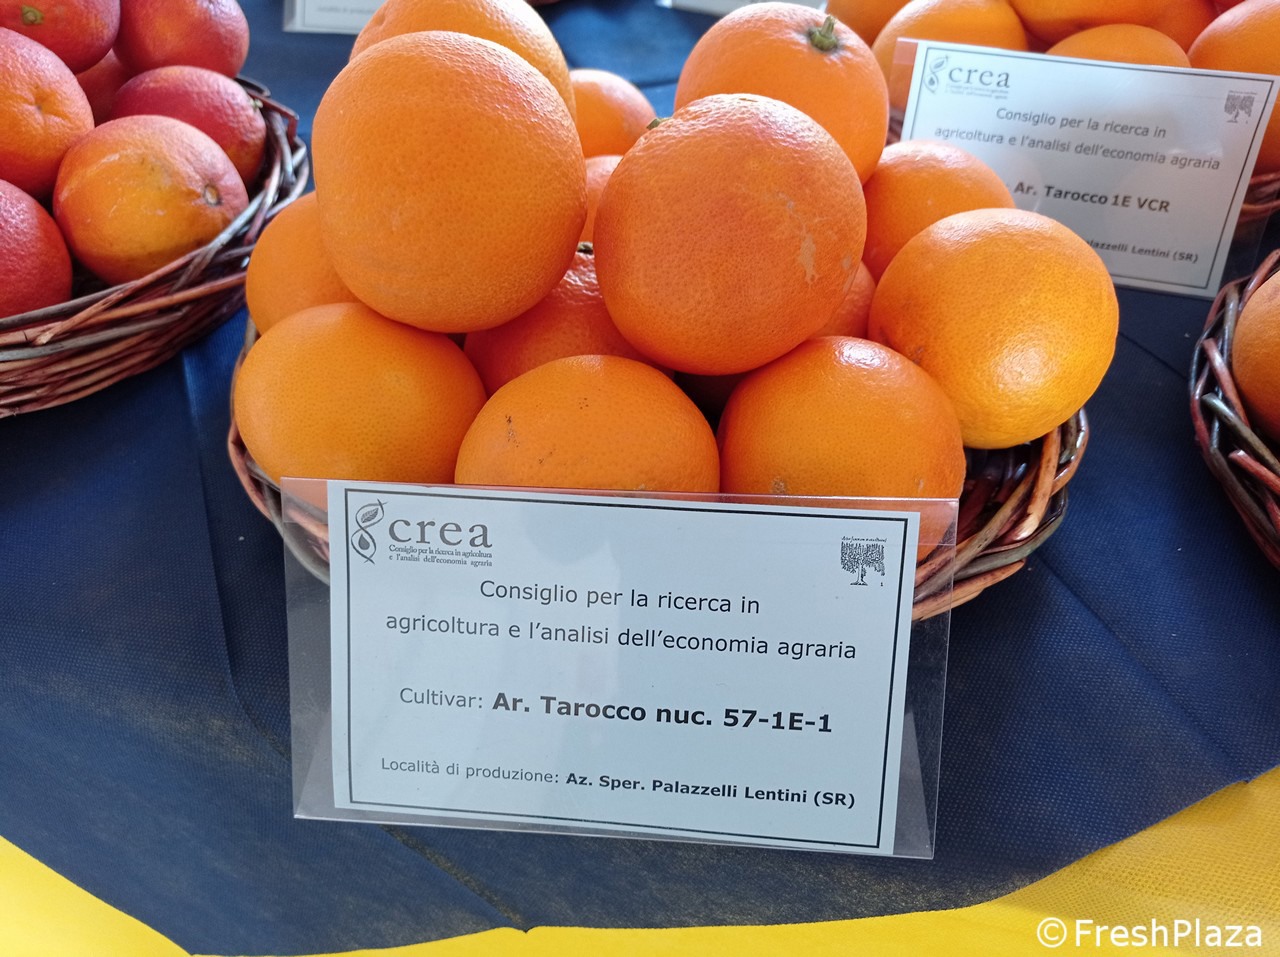 crea
Consiglio per la ricerca in
agricoltura e l'analisi dell'economia agraria
Ar. Tarocco 1E VCR
Palazzelli Lentini (SR)
crea
Consiglio per la ricerca in agricoltura
e l'analisi dell'economia agraria
Consiglio per la ricerca in
agricoltura e l'analisi dell'economia agraria
Cultivar: Ar. Tarocco nuc. 57-1E-1
Località di produzione: Az. Sper. Palazzelli Lentini (SR)
© FreshPlaza